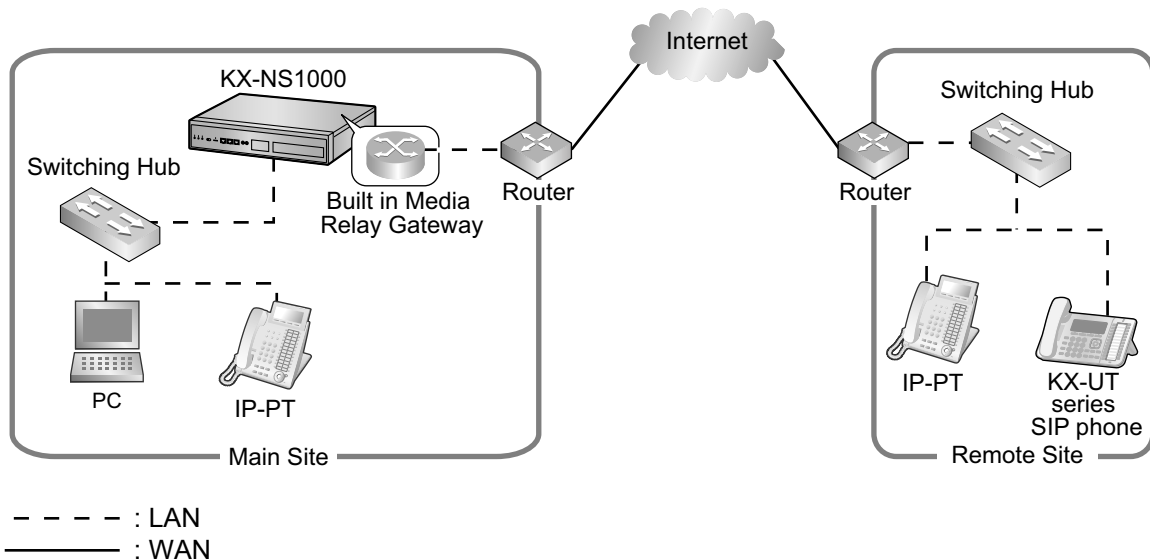 Internet
KX-NS1000
Switching Hub
Switching Hub
Built in Media
Relay Gateway
Router
Router
PC
IP-PT
IP-PT
KX-UT
series
SIP phone
Main Site
Remote Site
: LAN
: WAN